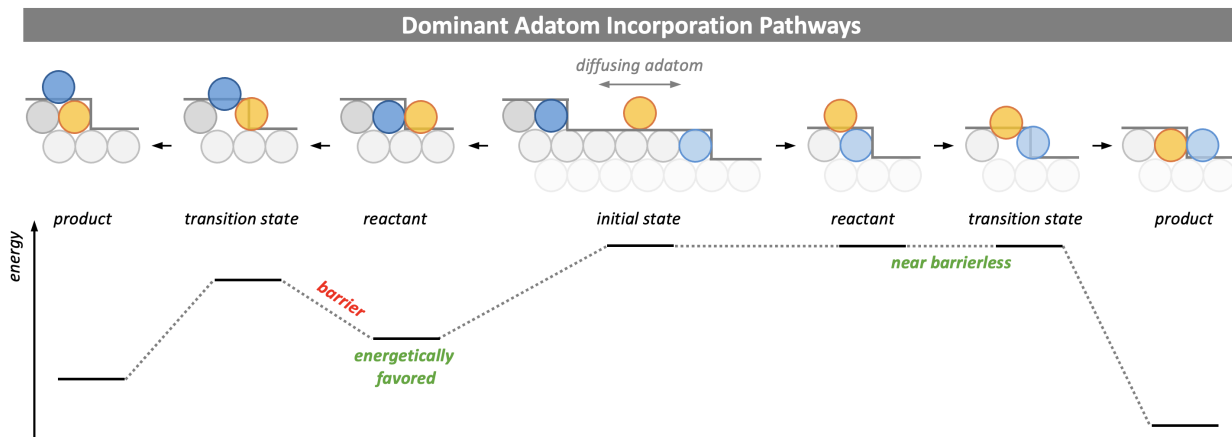 Dominant Adatom Incorporation Pathways
diffusing adatom
product
transition state
reactant
initial state
reactant
transition state
product
energy
barrier
near barrierless
energetically
favored